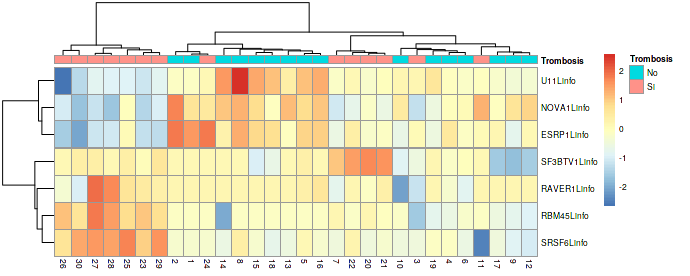 Trombosis
U11Linfo
NOVA1Linfo
ESRP1Linfo
SF3BTV1Linfo
RAVER1Linfo
RBM45Linfo
SRSF6Linfo
26 30 27 28 25 23 29 2 1 24 14 8 15 18 13 5 16 7 22 20 21 10 3 19 4 6 11 17 9 12
2
1
0
-1
-2
Trombosis
No
SI